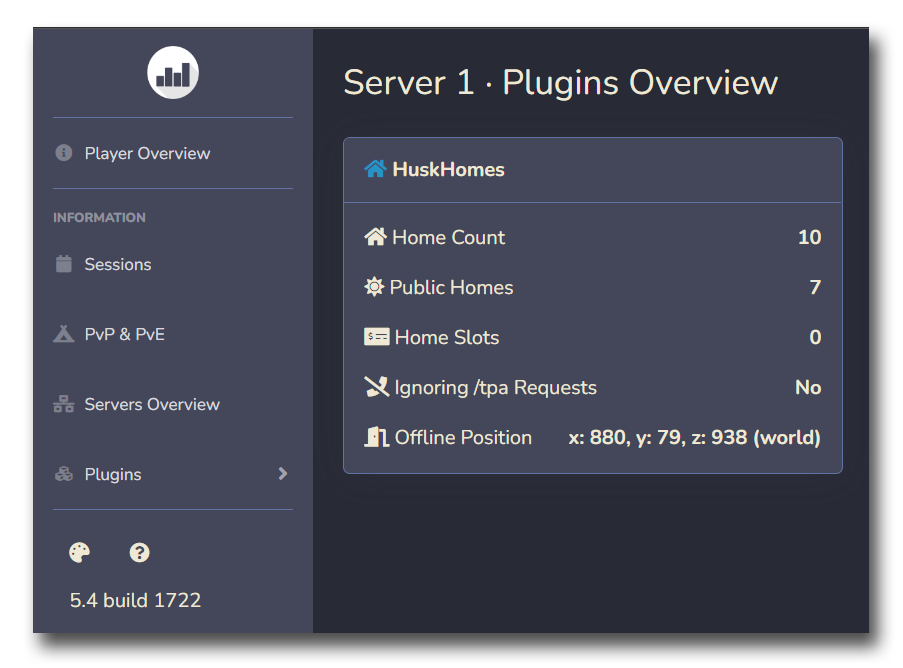 Player Overview
INFORMATION
Sessions
PvP & PvE
Servers Overview
Plugins
5.4 build 1722
Server 1 · Plugins Overview
HuskHomes
Home Count 10
Public Homes 7
Home Slots 0
Ignoring /tpa Requests No
Offline Position x: 880, y: 79, z: 938 (world)